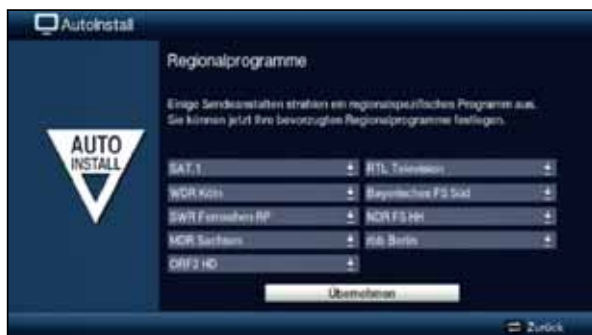 AutoInstall
Regionalprogramme
Einige Sendeanstalten strahlen ein regionalspezifisches Programm aus.
Sie können jetzt Ihre bevorzugten Regionalprogramme festlegen.
AUTO
INSTALL
SAT.1
RTL Television
WDR Köln
Bayerisches FS Süd
SWR Fernsehen RP
NDR FS HH
MDR Sachsen
rbb Berlin
ORF2 HD
Übernehmen
Zurück